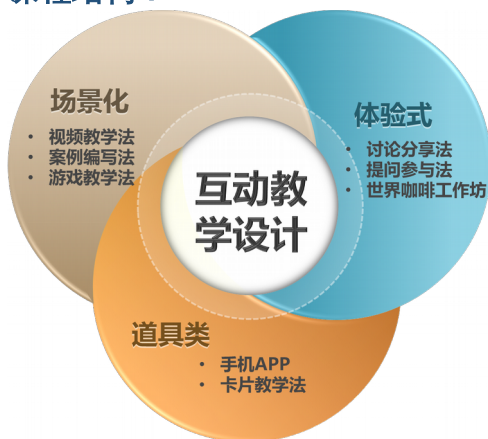 场景化
• 视频教学法
• 案例编写法
• 游戏教学法
体验式
• 讨论分享法
• 提问参与法
• 世界咖啡工作坊
互动教
学设计
道具类
• 手机APP
• 卡片教学法